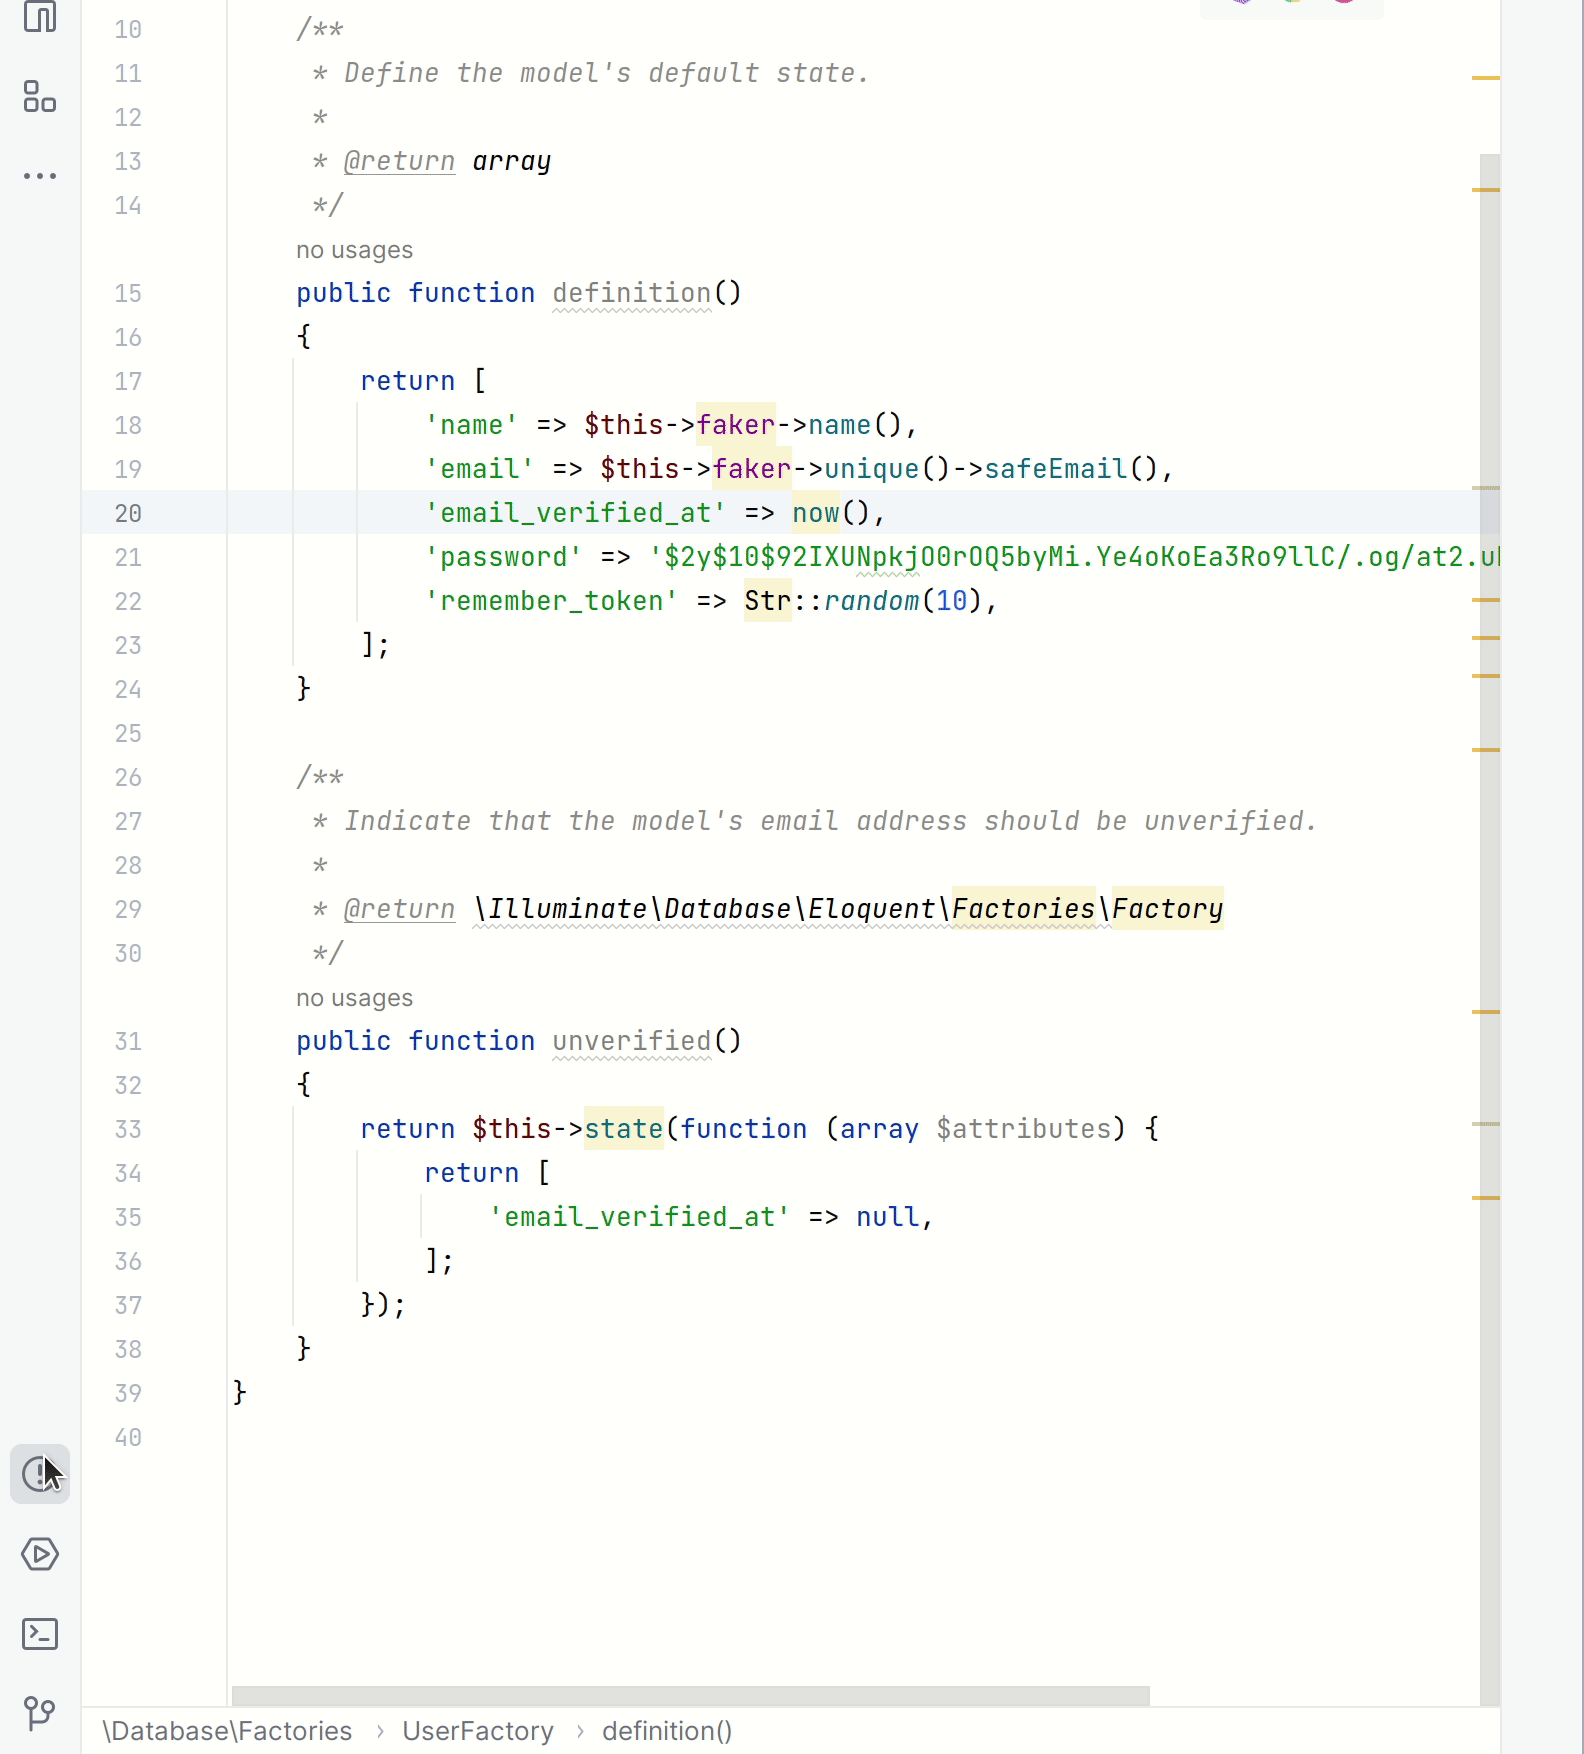 10 /**
11 * Define the model's default state.
12 *
13 * @return array
14 */
no usages
15 public function definition()
16 {
17 return [
18 'name' => $this->faker->name(),
19 'email' => $this->faker->unique()->safeEmail(),
20 'email_verified_at' => now(),
21 'password' => '$2y$10$92IXUNpkjO0rOQ5byMi.Ye4oKoEa3Ro9llC/.og/at2.u
22 'remember_token' => Str::random(10),
23 ];
24 }
25
26 /**
27 * Indicate that the model's email address should be unverified.
28 *
29 * @return \Illuminate\Database\Eloquent\Factories\Factory
30 */
no usages
31 public function unverified()
32 {
33 return $this->state(function (array $attributes) {
34 return [
35 'email_verified_at' => null,
36 ];
37 });
38 }
39 }
40
\Database\Factories › UserFactory › definition()